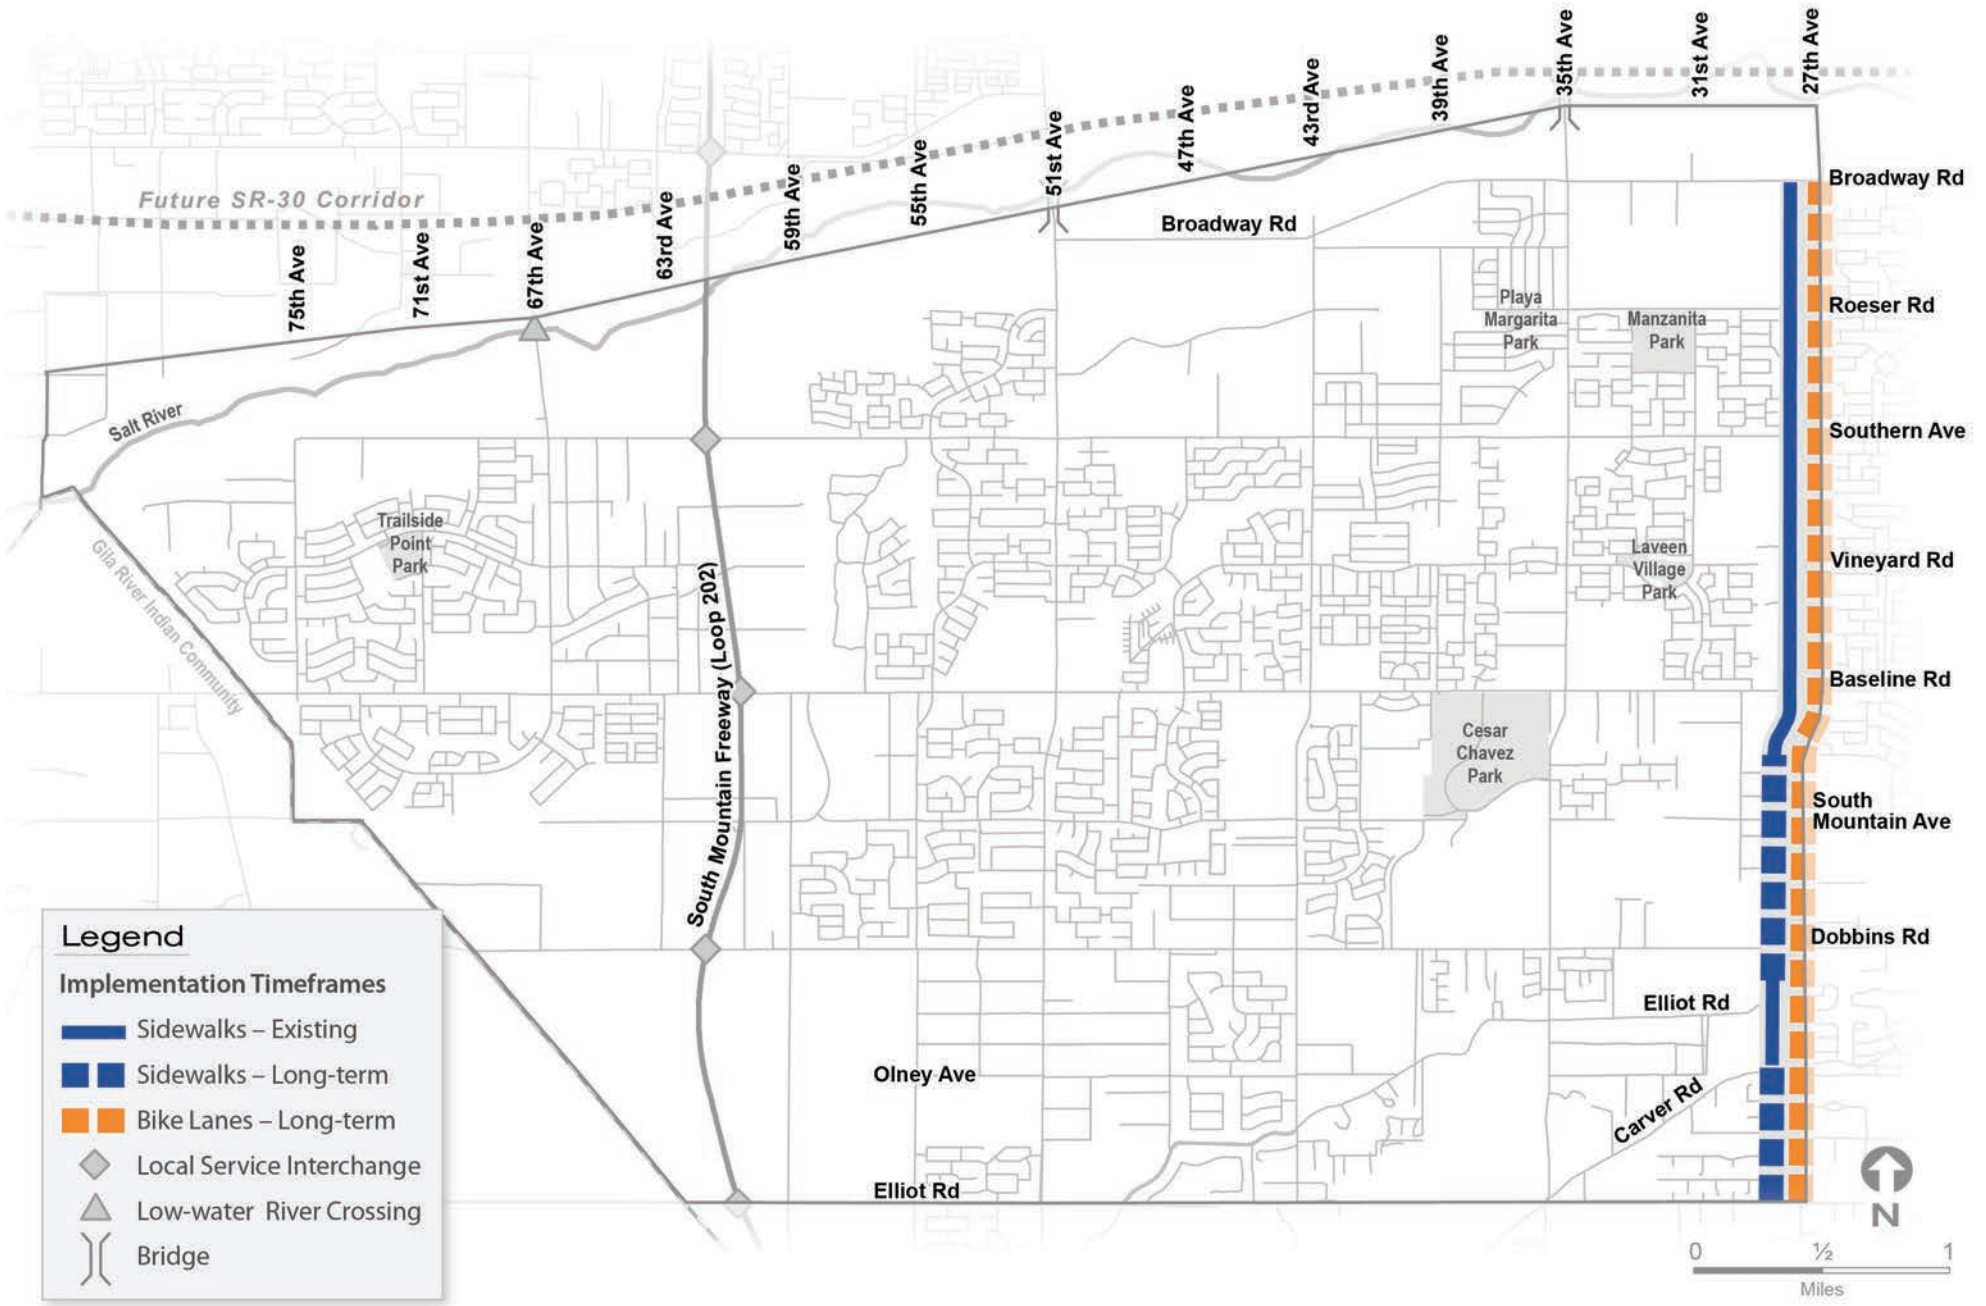 27th Ave
35th Ave
31st Ave
39th Ave
43rd Ave
47th Ave
51st Ave
55th Ave
59th Ave
63rd Ave
67th Ave
71st Ave
75th Ave
Future SR-30 Corridor
Broadway Rd
Broadway Rd
Roeser Rd
Playa
Margarita
Park
Manzanita
Park
Salt River
Southern Ave
Trailside
Point
Park
Laveen
Village
Park
Vineyard Rd
Gila River Indian Community
South Mountain Freeway (Loop 202)
Baseline Rd
Cesar
Chavez
Park
South
Mountain Ave
Dobbins Rd
Elliot Rd
Olney Ave
Carver Rd
Elliot Rd
Legend
Implementation Timeframes
Sidewalks – Existing
Sidewalks – Long-term
Bike Lanes – Long-term
Local Service Interchange
Low-water River Crossing
Bridge
N
0 ½ 1
Miles